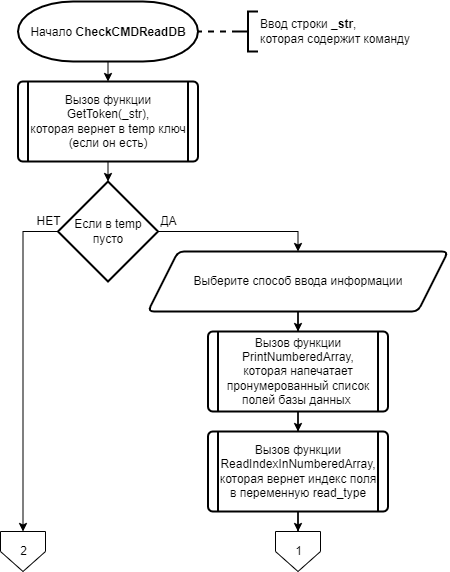 Начало CheckCMDReadDB
Ввод строки _str,
которая содержит команду
Вызов функции
GetToken(_str),
которая вернет в temp ключ
(если он есть)
НЕТ
Если в temp
пусто
ДА
Выберите способ ввода информации
Вызов функции
PrintNumberedArray,
которая напечатает
пронумерованный список
полей базы данных
Вызов функции
ReadIndexInNumberedArray,
которая вернет индекс поля
в переменную read_type
2
1